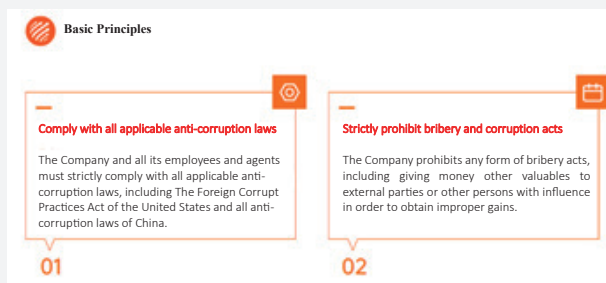 Basic Principles
Comply with all applicable anti-corruption laws
The Company and all its employees and agents
must strictly comply with all applicable anti-
corruption laws, including The Foreign Corrupt
Practices Act of the United States and all anti-
corruption laws of China.
01
Strictly prohibit bribery and corruption acts
The Company prohibits any form of bribery acts,
including giving money other valuables to
external parties or other persons with influence
in order to obtain improper gains.
02